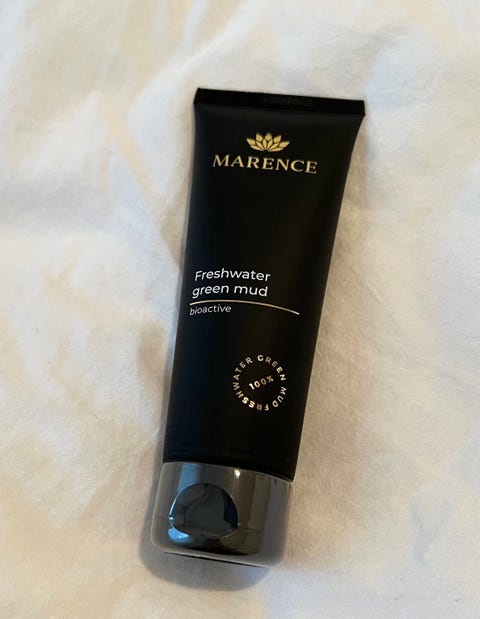 MARENCE
Freshwater
green mud
bioactive
FRESHWATER GREEN MUD
100%